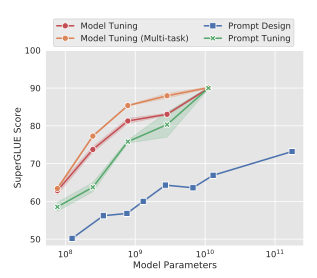 Model Tuning
Model Tuning (Multi-task)
Prompt Design
Prompt Tuning
100
90
80
70
60
50
SuperGLUE Score
10^8
10^9
10^10
10^11
Model Parameters